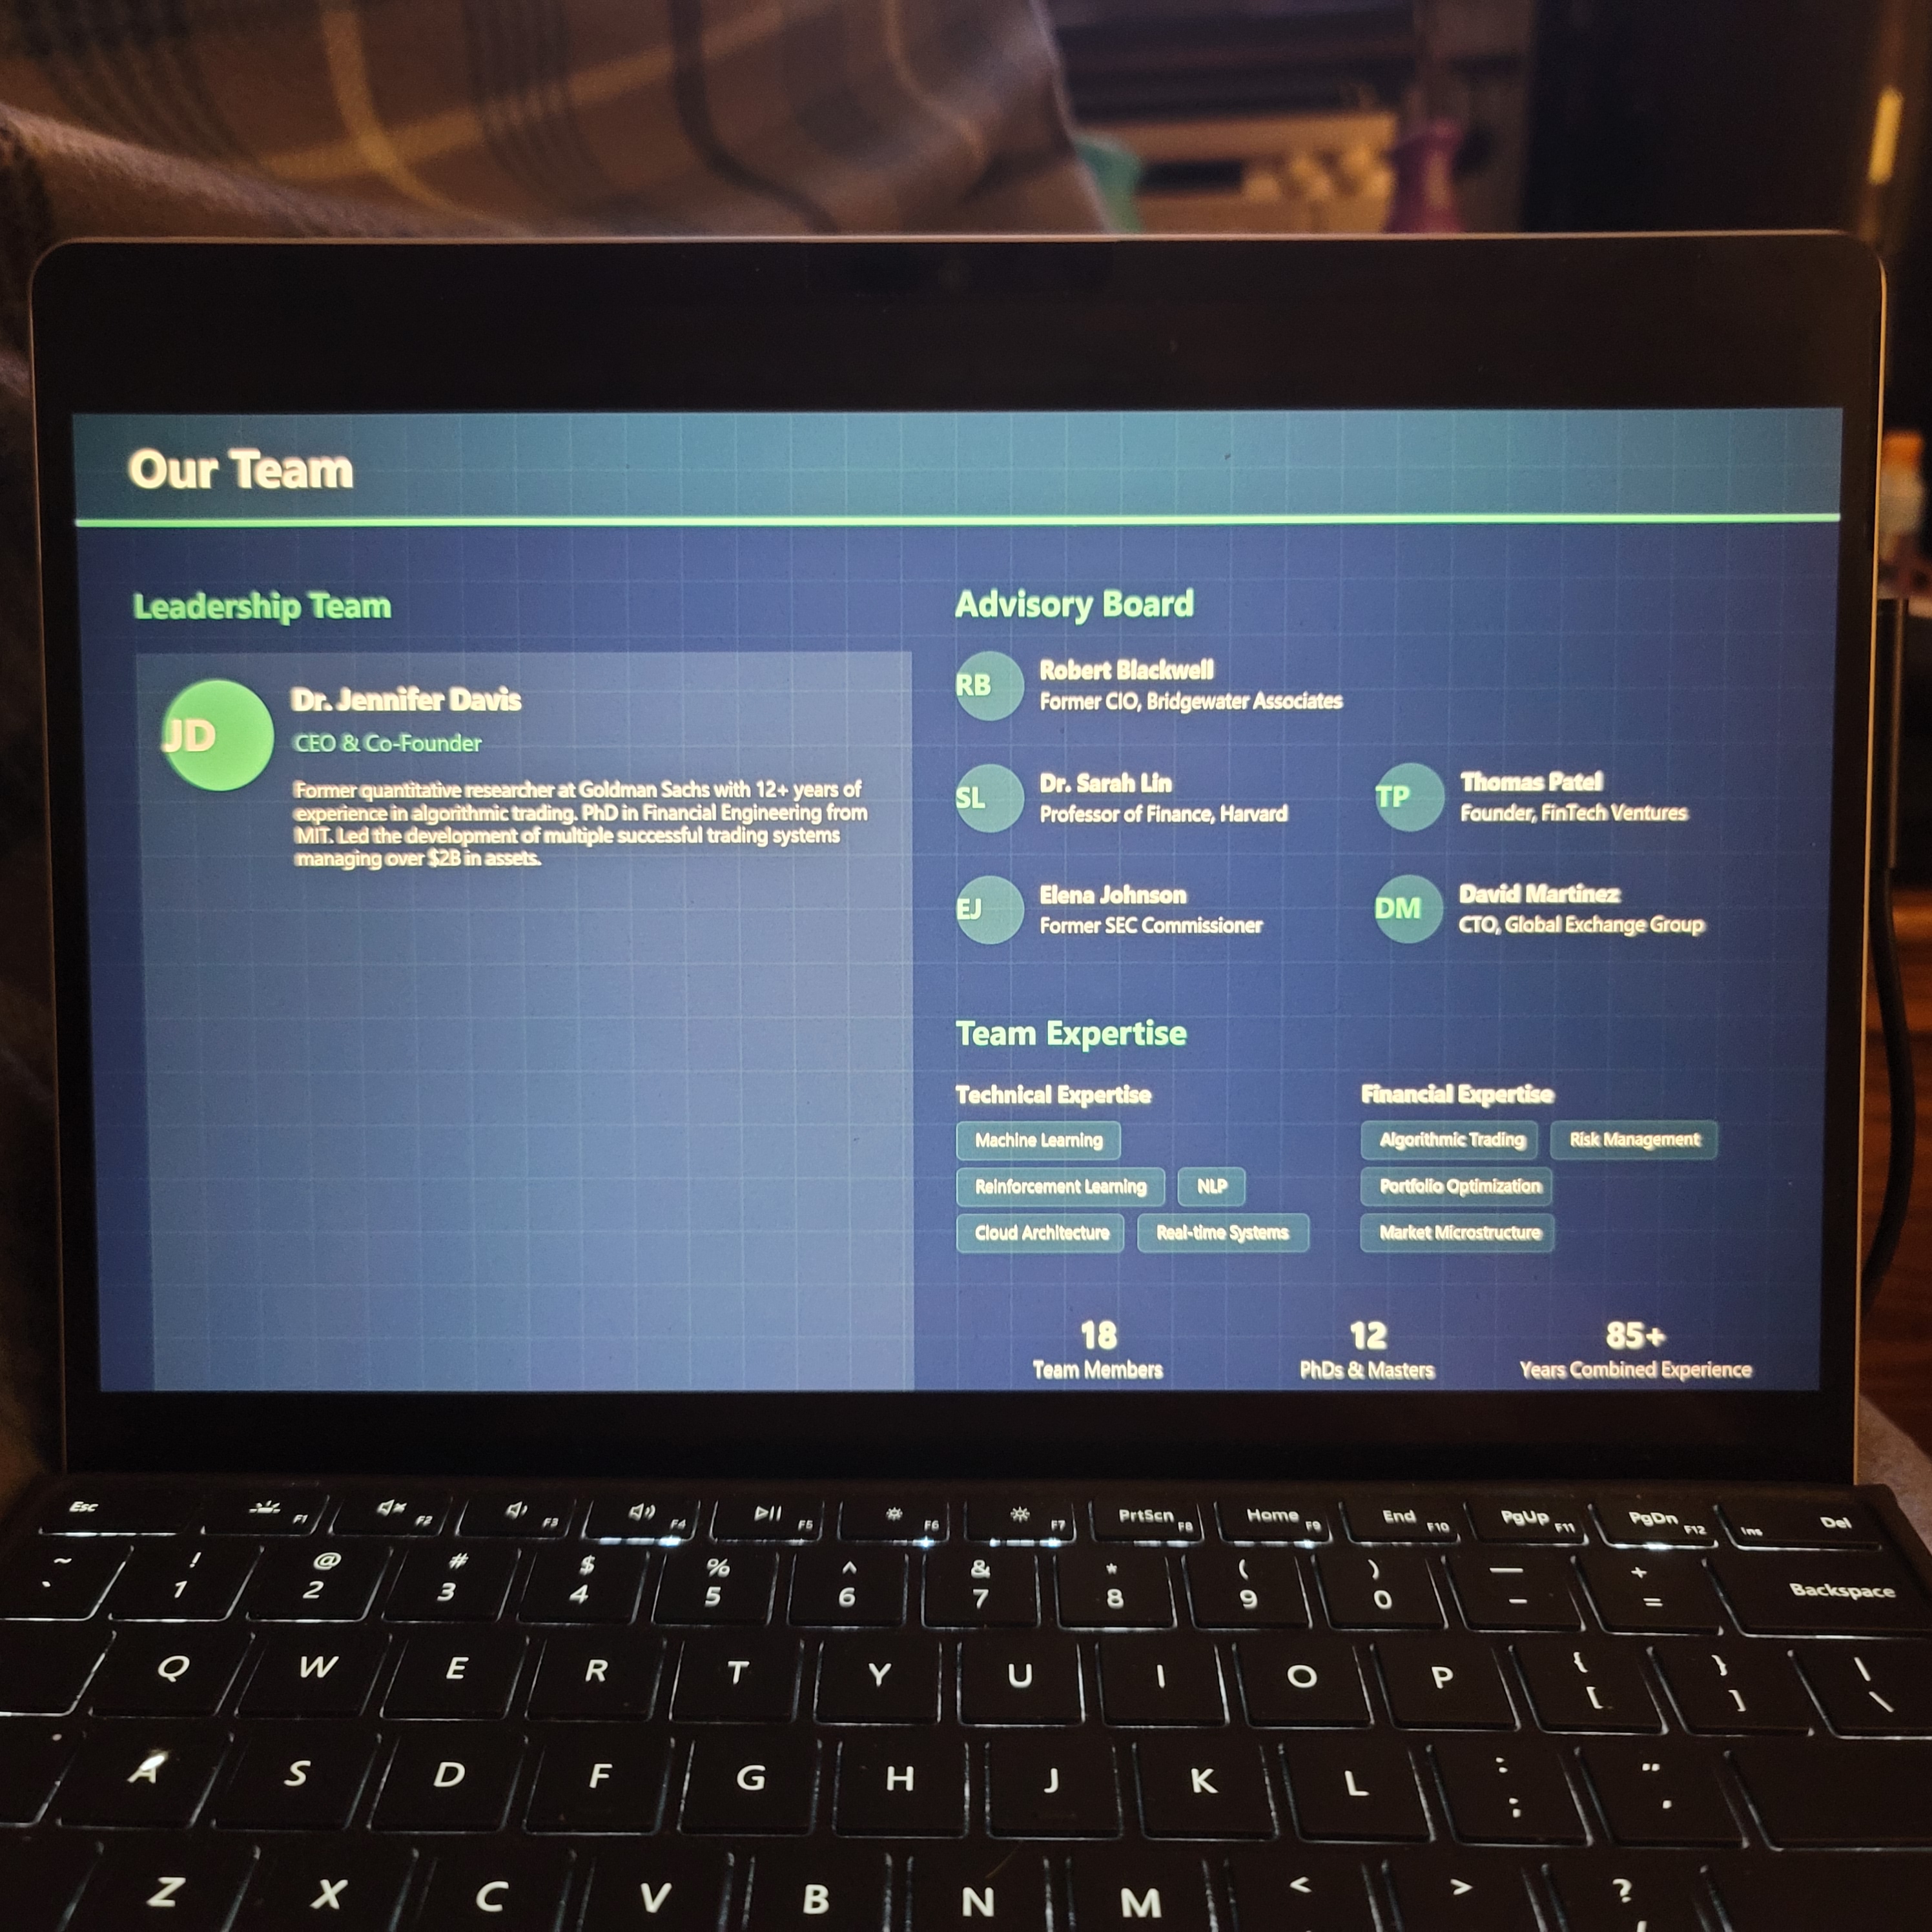 Our Team
Leadership Team
JD
Dr. Jennifer Davis
CEO & Co-Founder
Former quantitative researcher at Goldman Sachs with 12+ years of
experience in algorithmic trading. PhD in Financial Engineering from
MIT. Led the development of multiple successful trading systems
managing over $2B in assets.
Advisory Board
RB
Robert Blackwell
Former CIO, Bridgewater Associates
SL
Dr. Sarah Lin
Professor of Finance, Harvard
TP
Thomas Patel
Founder, FinTech Ventures
EJ
Elena Johnson
Former SEC Commissioner
DM
David Martinez
CTO, Global Exchange Group
Team Expertise
Technical Expertise
Machine Learning
Reinforcement Learning NLP
Cloud Architecture Real-time Systems
Financial Expertise
Algorithmic Trading Risk Management
Portfolio Optimization
Market Microstructure
18
Team Members
12
PhDs & Masters
85+
Years Combined Experience
Esc F1 F2 F3 F4 F5 F6 F7 PrtScn F8 Home F9 End F10 PgUp F11 PgDn F12 Ins Del
~ ! @ # $ % ^ & * ( ) — +
` 1 2 3 4 5 6 7 8 9 0 – = Backspace
Q W E R T Y U I O P { [ } ] | \
A S D F G H J K L : ; " '
Z X C V B N M < > ? /